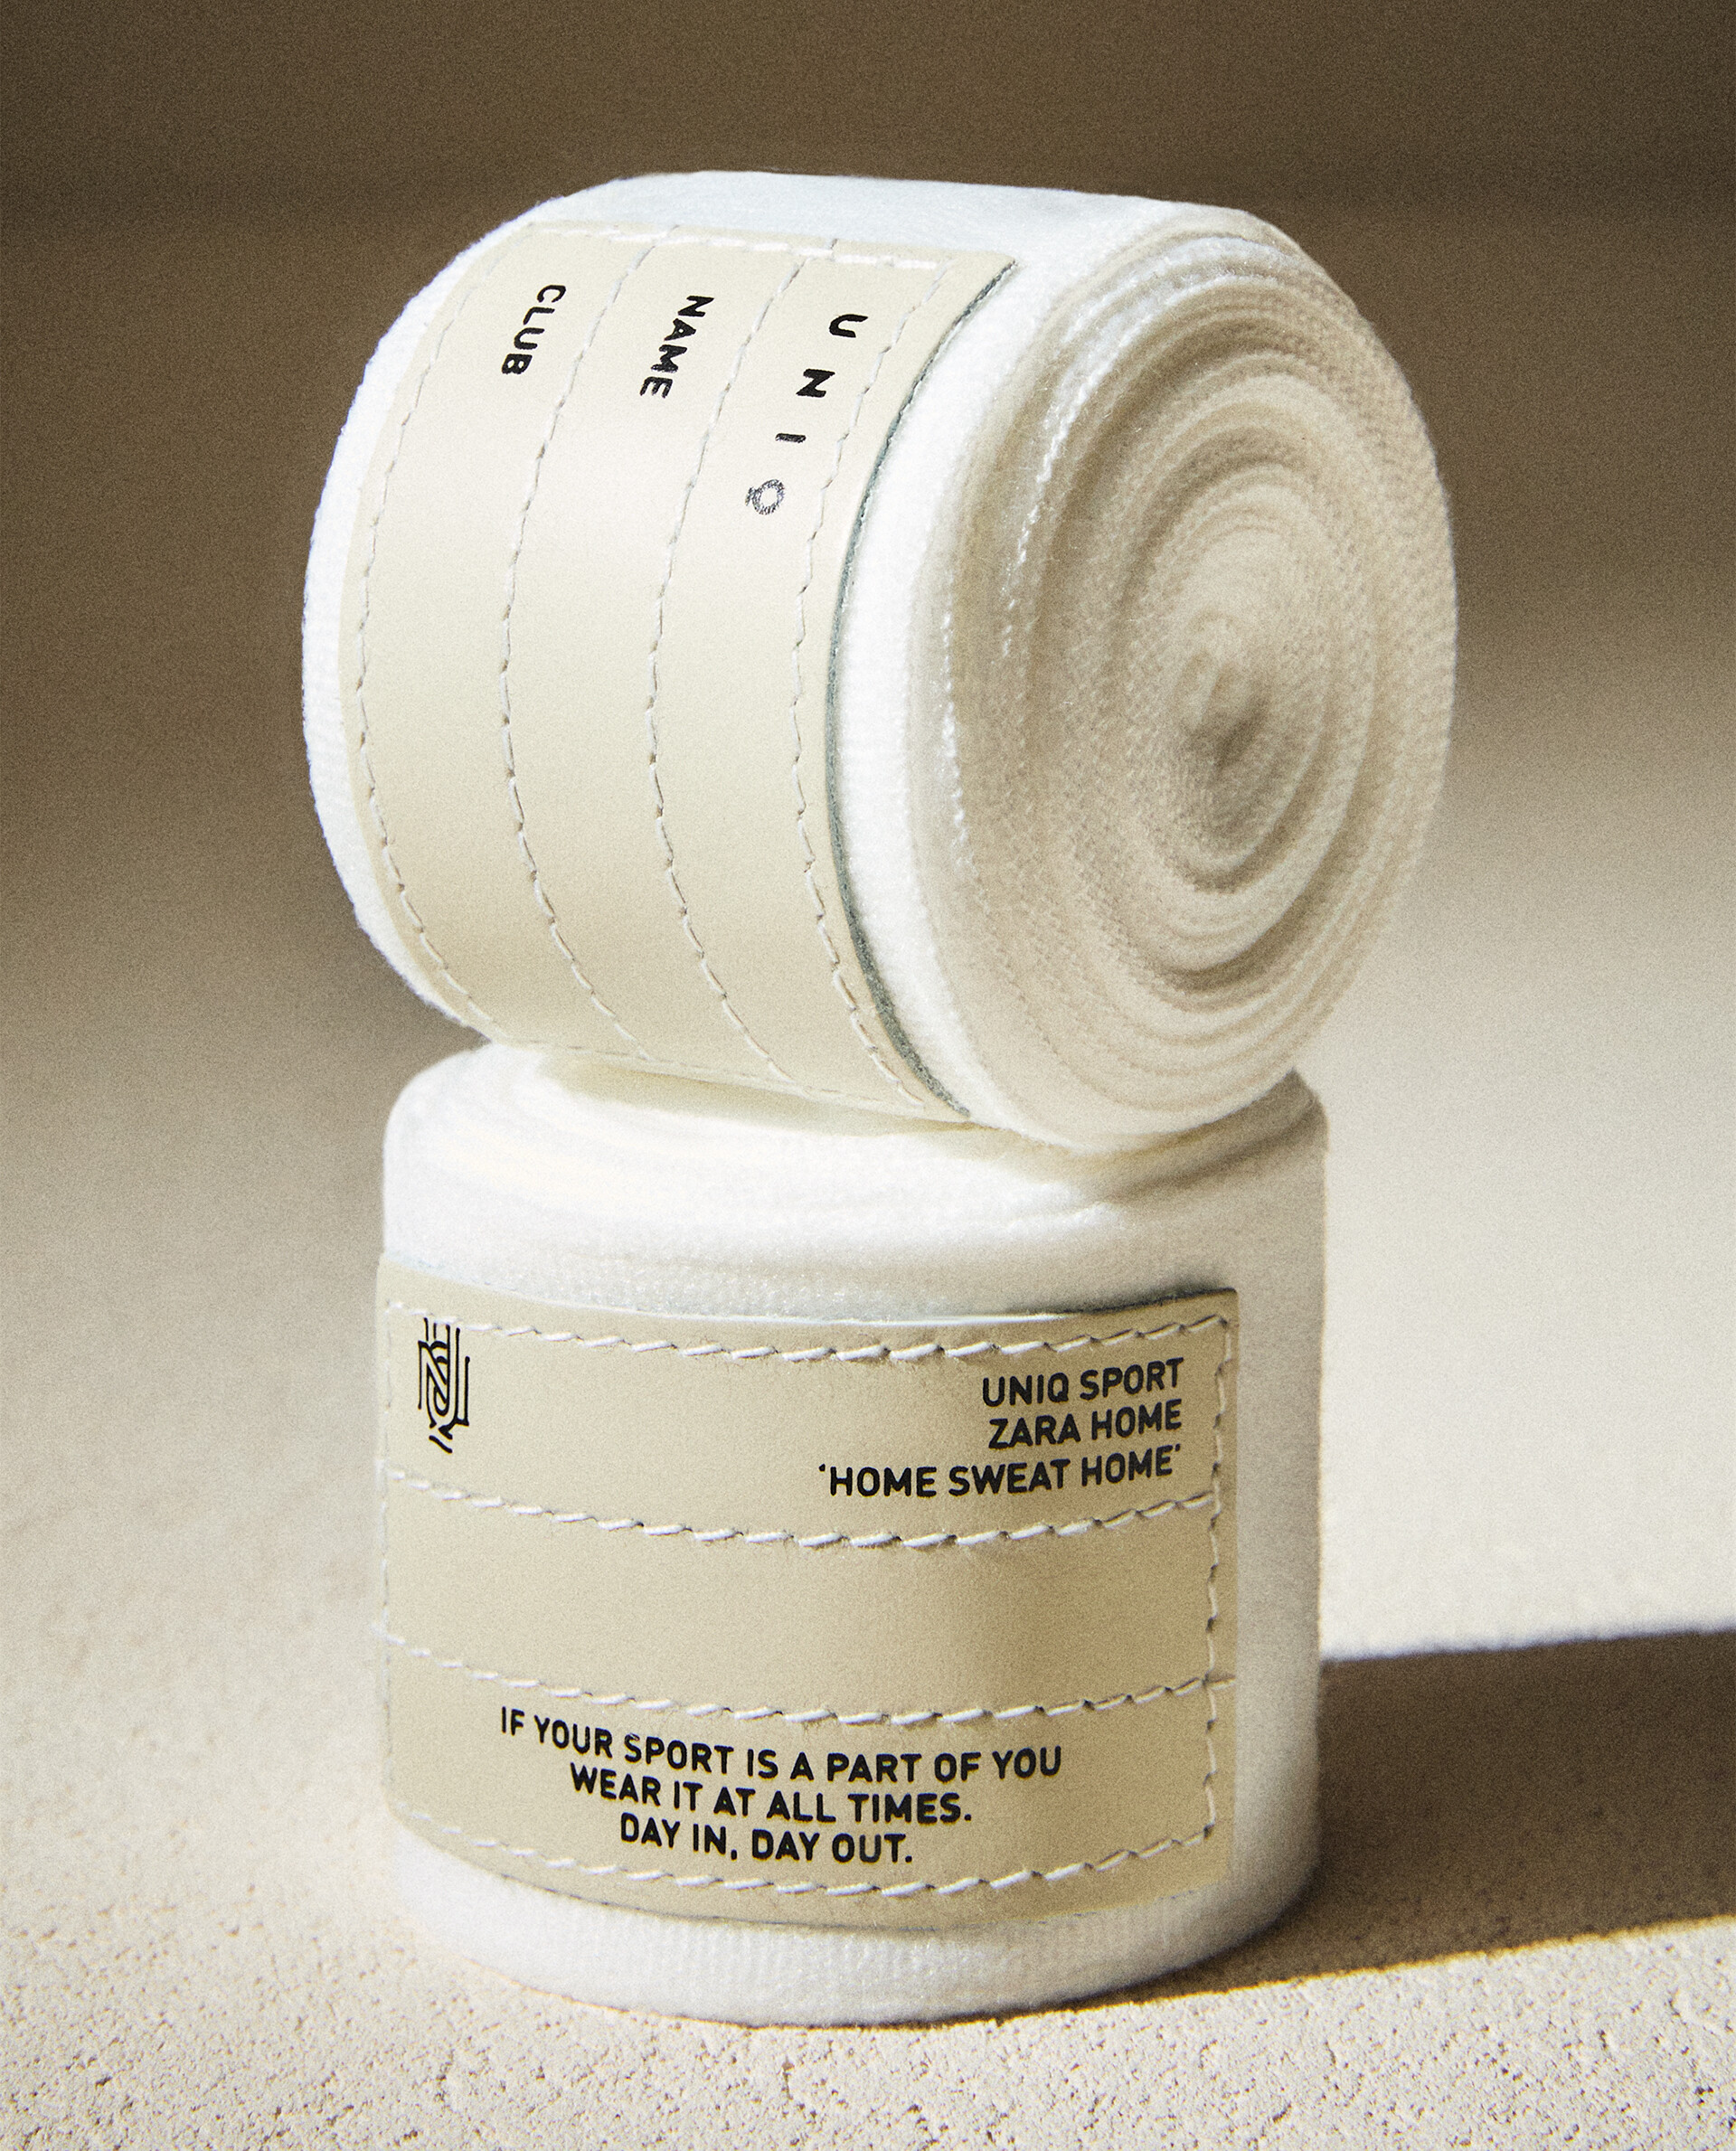 UNIQ
NAME
CLUB
UNIQ SPORT
ZARA HOME
'HOME SWEAT HOME'
IF YOUR SPORT IS A PART OF YOU
WEAR IT AT ALL TIMES.
DAY IN, DAY OUT.